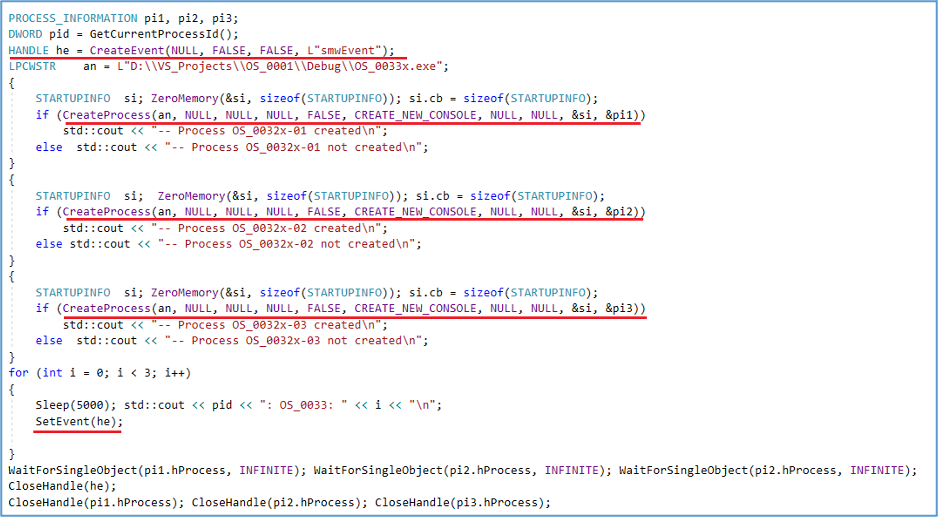 PROCESS_INFORMATION pi1, pi2, pi3;
DWORD pid = GetCurrentProcessId();
HANDLE he = CreateEvent(NULL, FALSE, FALSE, L"smwEvent");
LPCWSTR    an = L"D:\\VS_Projects\\OS_0001\\Debug\\OS_0033x.exe";
{
    STARTUPINFO  si; ZeroMemory(&si, sizeof(STARTUPINFO)); si.cb = sizeof(STARTUPINFO);
    if (CreateProcess(an, NULL, NULL, NULL, FALSE, CREATE_NEW_CONSOLE, NULL, NULL, &si, &pi1))
        std::cout << "-- Process OS_0032x-01 created\n";
    else  std::cout << "-- Process OS_0032x-01 not created\n";
}
{
    STARTUPINFO  si;  ZeroMemory(&si, sizeof(STARTUPINFO)); si.cb = sizeof(STARTUPINFO);
    if (CreateProcess(an, NULL, NULL, NULL, FALSE, CREATE_NEW_CONSOLE, NULL, NULL, &si, &pi2))
        std::cout << "-- Process OS_0032x-02 created\n";
    else std::cout << "-- Process OS_0032x-02 not created\n";
}
{
    STARTUPINFO  si; ZeroMemory(&si, sizeof(STARTUPINFO)); si.cb = sizeof(STARTUPINFO);
    if (CreateProcess(an, NULL, NULL, NULL, FALSE, CREATE_NEW_CONSOLE, NULL, NULL, &si, &pi3))
        std::cout << "-- Process OS_0032x-03 created\n";
    else  std::cout << "-- Process OS_0032x-03 not created\n";
}
for (int i = 0; i < 3; i++)
{
    Sleep(5000); std::cout << pid << ": OS_0033: " << i << "\n";
    SetEvent(he);
}
WaitForSingleObject(pi1.hProcess, INFINITE); WaitForSingleObject(pi2.hProcess, INFINITE); WaitForSingleObject(pi2.hProcess, INFINITE);
CloseHandle(he);
CloseHandle(pi1.hProcess); CloseHandle(pi2.hProcess); CloseHandle(pi3.hProcess);